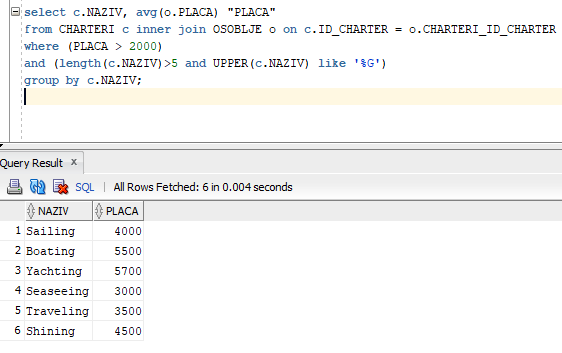 select c.NAZIV, avg(o.PLACA) "PLACA"
from CHARTERI c inner join OSOBLJE o on c.ID_CHARTER = o.CHARTERI_ID_CHARTER
where (PLACA > 2000)
and (length(c.NAZIV)>5 and UPPER(c.NAZIV) like '%G')
group by c.NAZIV;
Query Result x
SQL | All Rows Fetched: 6 in 0.004 seconds
NAZIV PLACA
1 Sailing 4000
2 Boating 5500
3 Yachting 5700
4 Seaseeing 3000
5 Traveling 3500
6 Shining 4500